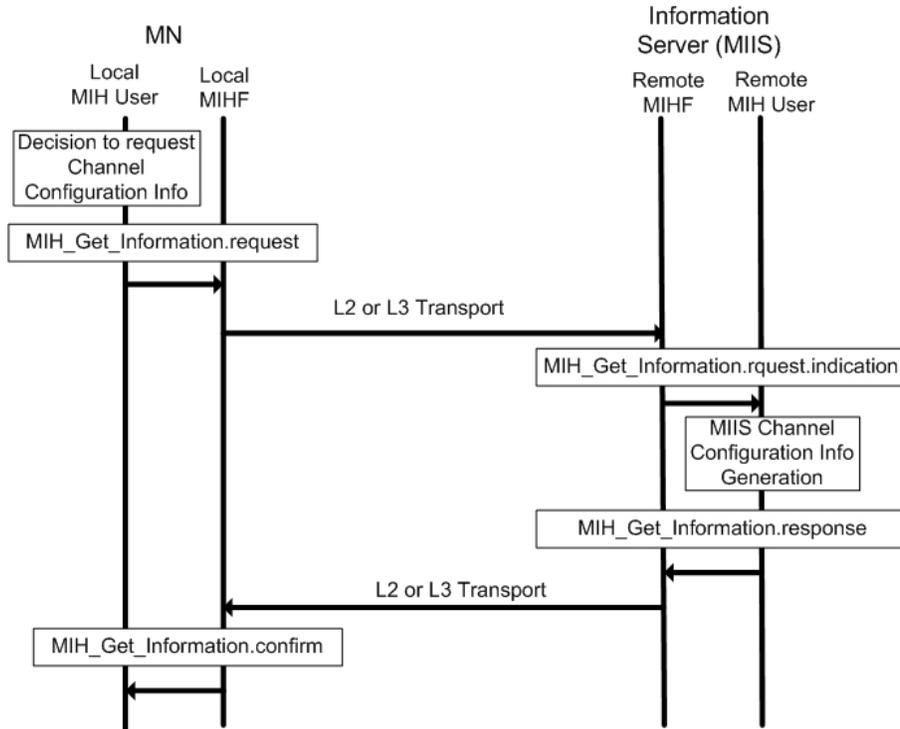 MN
Information
Server (MIIS)
Local
MIH User
Local
MIHF
Remote
MIHF
Remote
MIH User
Decision to request
Channel
Configuration Info
MIH_Get_Information.request
L2 or L3 Transport
MIH_Get_Information.rquest.indication
MIIS Channel
Configuration Info
Generation
MIH_Get_Information.response
L2 or L3 Transport
MIH_Get_Information.confirm